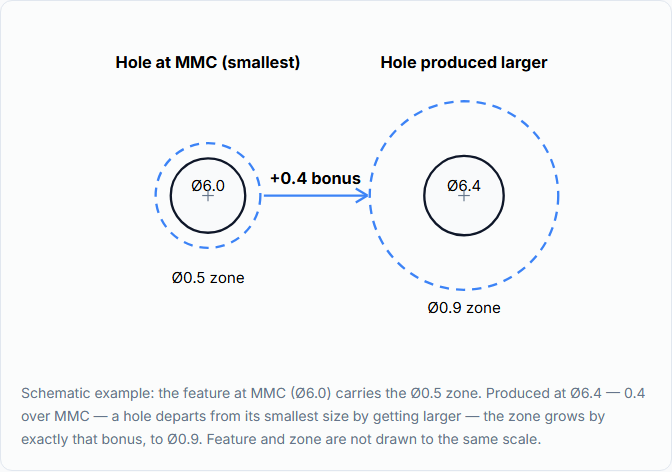 Hole at MMC (smallest)
Hole produced larger
Ø6.0
+0.4 bonus
Ø6.4
Ø0.5 zone
Ø0.9 zone
Schematic example: the feature at MMC (Ø6.0) carries the Ø0.5 zone. Produced at Ø6.4 — 0.4
over MMC — a hole departs from its smallest size by getting larger — the zone grows by
exactly that bonus, to Ø0.9. Feature and zone are not drawn to the same scale.